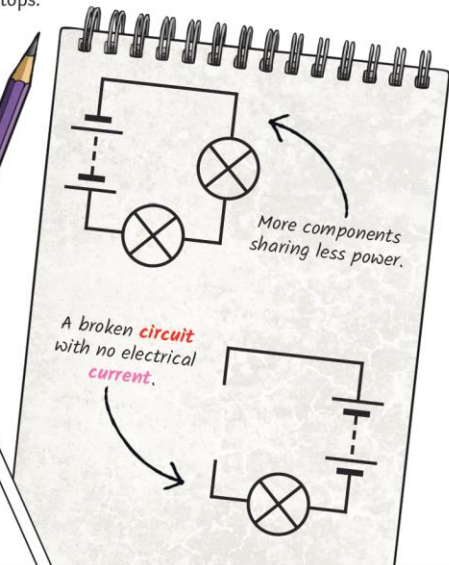 tops.
More components
sharing less power.
A broken circuit
with no electrical
current.